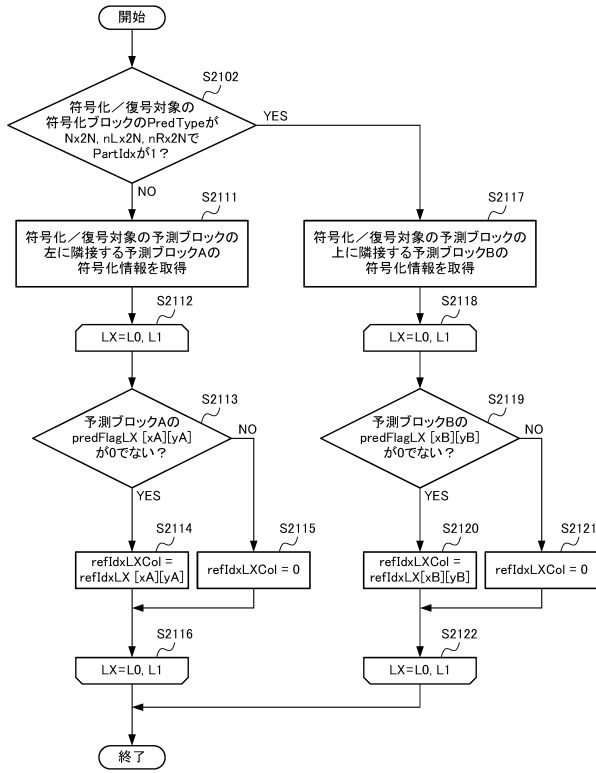 開始
S2102
符号化／復号対象の
符号化ブロックのPredTypeが
Nx2N, nLx2N, nRx2Nで
PartIdxが1？
YES
NO
S2111
符号化／復号対象の予測ブロックの
左に隣接する予測ブロックAの
符号化情報を取得
S2117
符号化／復号対象の予測ブロックの
上に隣接する予測ブロックBの
符号化情報を取得
S2112
LX=L0, L1
S2118
LX=L0, L1
S2113
予測ブロックAの
predFlagLX [xA][yA]
が0でない？
NO
YES
S2119
予測ブロックBの
predFlagLX [xB][yB]
が0でない？
NO
YES
S2114
refIdxLXCol =
refIdxLX [xA][yA]
S2115
refIdxLXCol = 0
S2120
refIdxLXCol =
refIdxLX[xB][yB]
S2121
refIdxLXCol = 0
S2116
LX=L0, L1
S2122
LX=L0, L1
終了